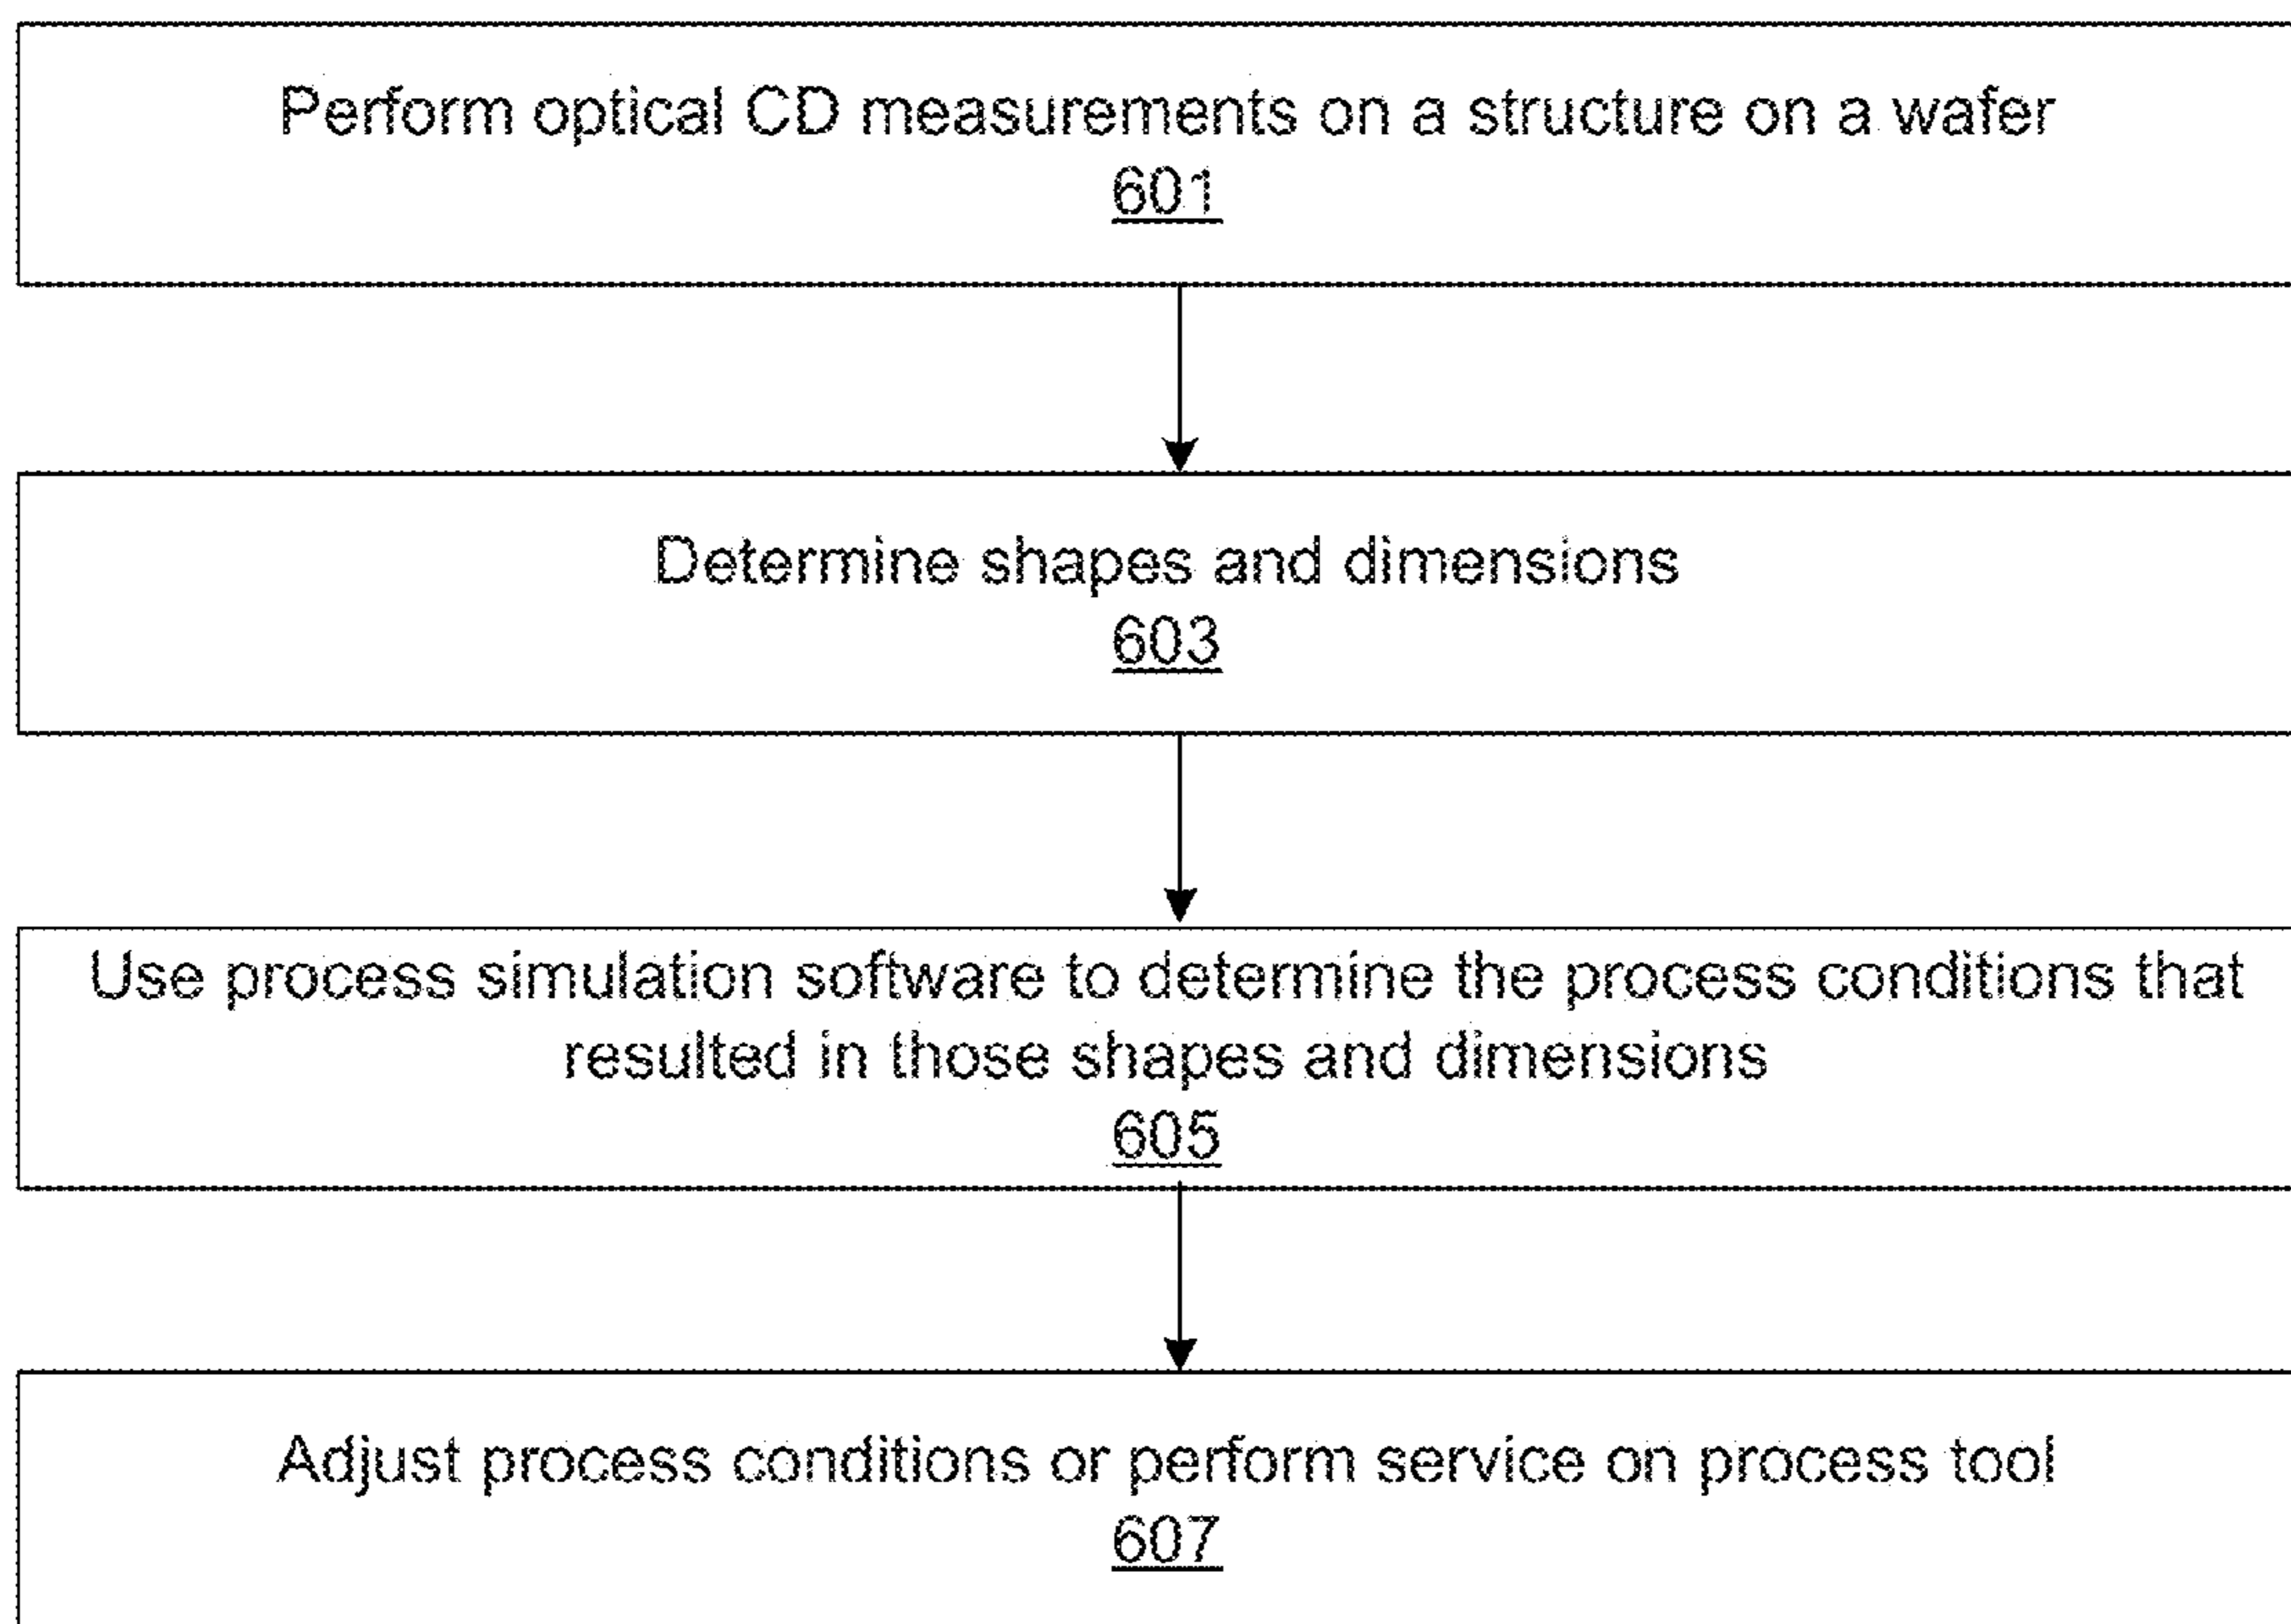 Perform optical CD measurements on a structure on a wafer
601
Determine shapes and dimensions
603
Use process simulation software to determine the process conditions that
resulted in those shapes and dimensions
605
Adjust process conditions or perform service on process tool
607